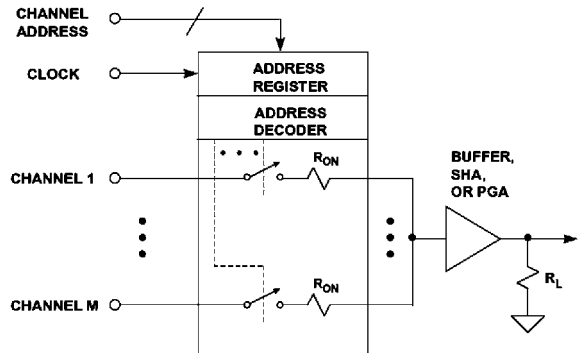 CHANNEL
ADDRESS
CLOCK
ADDRESS
REGISTER
ADDRESS
DECODER
CHANNEL 1
RON
BUFFER,
SHA,
OR PGA
RL
CHANNEL M
RON